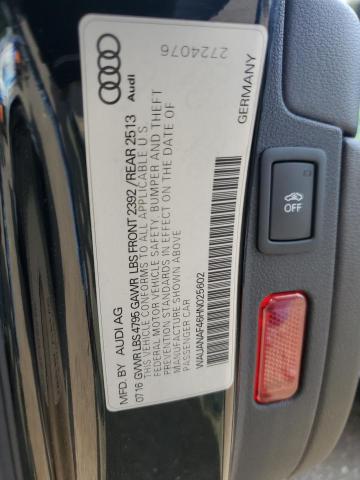 MFD. BY AUDI AG
07.16 GVWR LBS 4795 GAWR LBS FRONT 2392/REAR 2513
THIS VEHICLE CONFORMS TO ALL APPLICABLE U S
FEDERAL MOTOR VEHICLE SAFETY, BUMPER AND THEFT
PREVENTION STANDARDS IN EFFECT ON THE DATE OF
MANUFACTURE SHOWN ABOVE
PASSENGER CAR
WAUANAF46HN025602
Audi
GERMANY
2724076
OFF